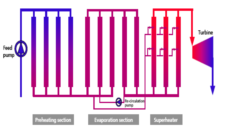 Turbine
Feed
pump
Re circulation
pump
Preheating section
Evaporation section
Superheater